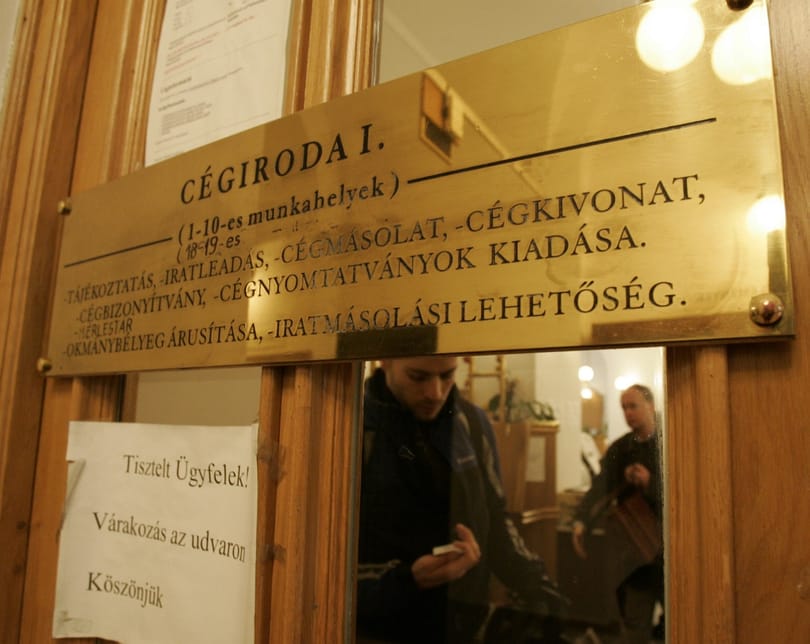 CÉGIRODA I.
(1-10-es munkahelyek)
(18-19-es
-TÁJÉKOZTATÁS, -IRATLEADÁS, -CÉGMÁSOLAT, -CÉGKIVONAT,
-CÉGBIZONYÍTVÁNY, -CÉGNYOMTATVÁNYOK KIADÁSA.
-MÉRLEGTÁR
-OKMÁNYBÉLYEG ÁRUSÍTÁSA, -IRATMÁSOLÁSI LEHETŐSÉG.
Tisztelt Ügyfelek!
Várakozás az udvaron
Köszönjük